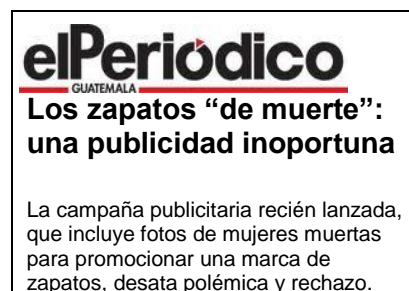 elPeriódico
GUATEMALA
Los zapatos “de muerte”:
una publicidad inoportuna
La campaña publicitaria recién lanzada,
que incluye fotos de mujeres muertas
para promocionar una marca de
zapatos, desata polémica y rechazo.